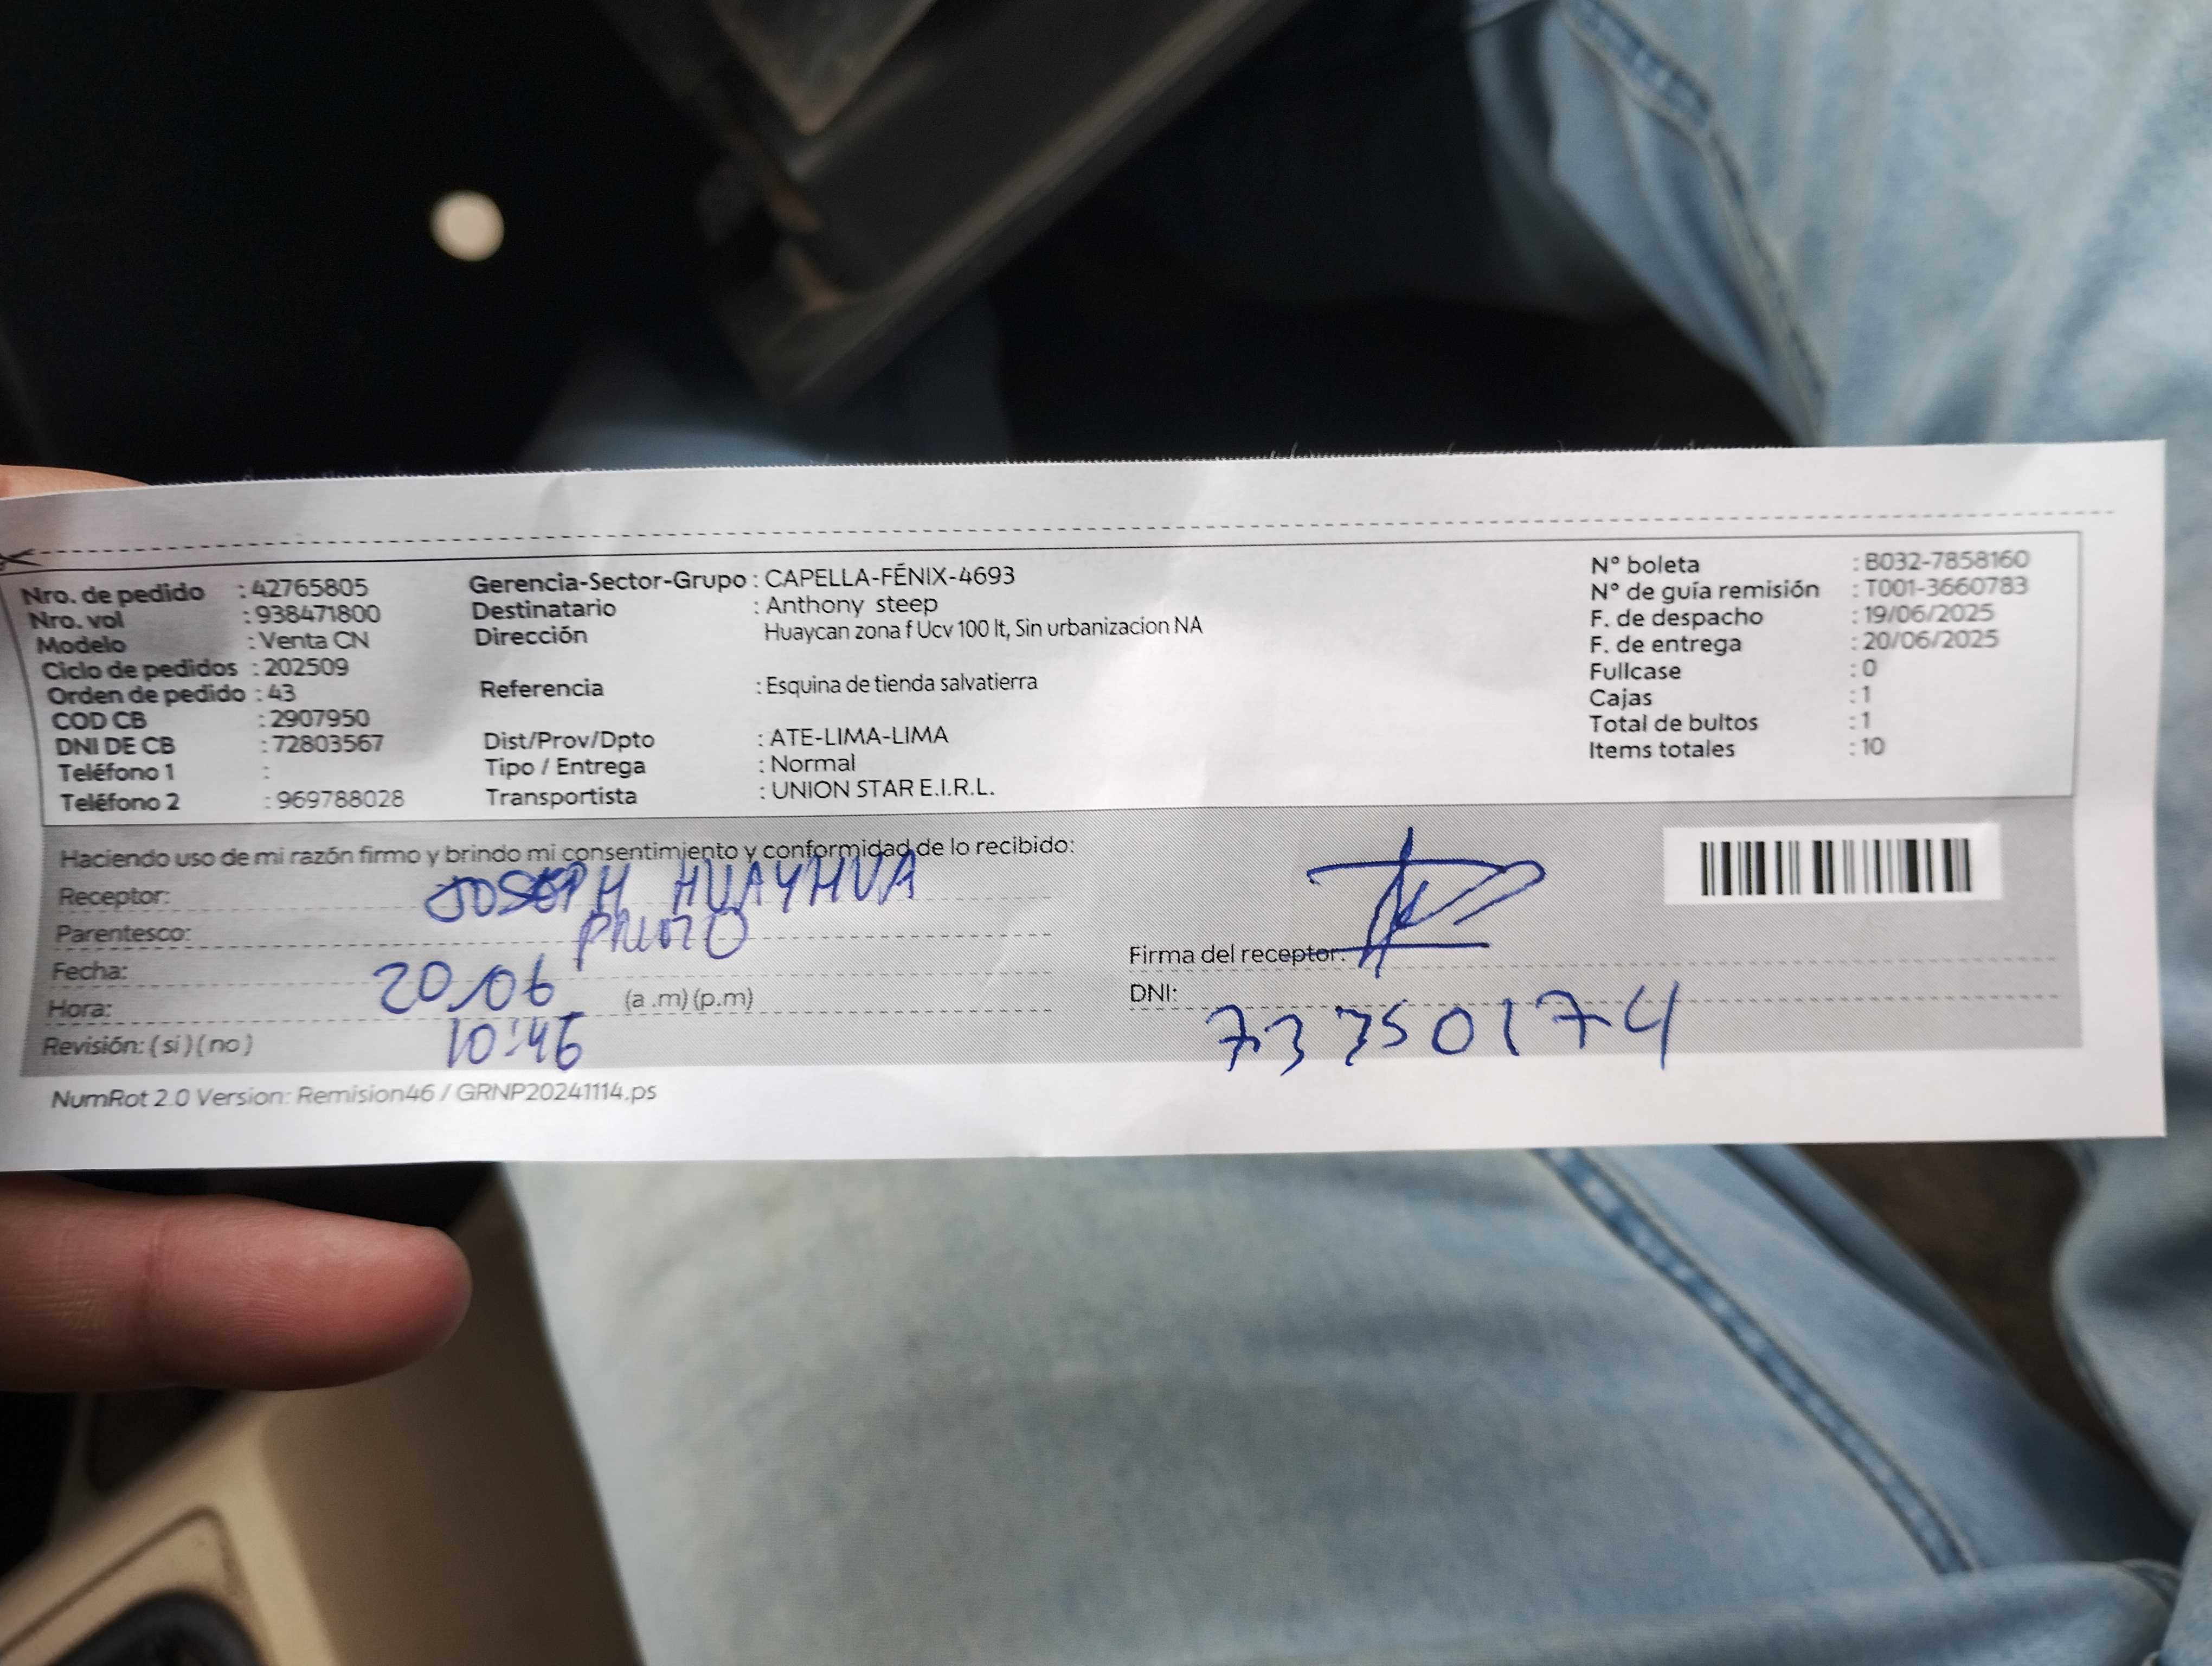 Nro. de pedido : 42765805
Nro. vol : 938471800
Modelo : Venta CN
Ciclo de pedidos : 202509
Orden de pedido : 43
COD CB : 2907950
DNI DE CB : 72803567
Teléfono 1 :
Teléfono 2 : 969788028
Gerencia-Sector-Grupo : CAPELLA-FÉNIX-4693
Destinatario : Anthony steep
Dirección Huaycan zona f Ucv 100 lt, Sin urbanizacion NA
Referencia : Esquina de tienda salvatierra
Dist/Prov/Dpto : ATE-LIMA-LIMA
Tipo / Entrega : Normal
Transportista : UNION STAR E.I.R.L.
N° boleta : B032-7858160
N° de guía remisión : T001-3660783
F. de despacho : 19/06/2025
F. de entrega : 20/06/2025
Fullcase : 0
Cajas : 1
Total de bultos : 1
Items totales : 10
Haciendo uso de mi razón firmo y brindo mi consentimiento y conformidad de lo recibido:
Receptor: JOSEPH HUAYHUA
Parentesco:
Fecha: 20.06
Hora: 10:46 (a .m) (p.m)
Revisión: ( si ) ( no )
Firma del receptor:
DNI: 73350174
NumRot 2.0 Version: Remision46 / GRNP20241114.ps